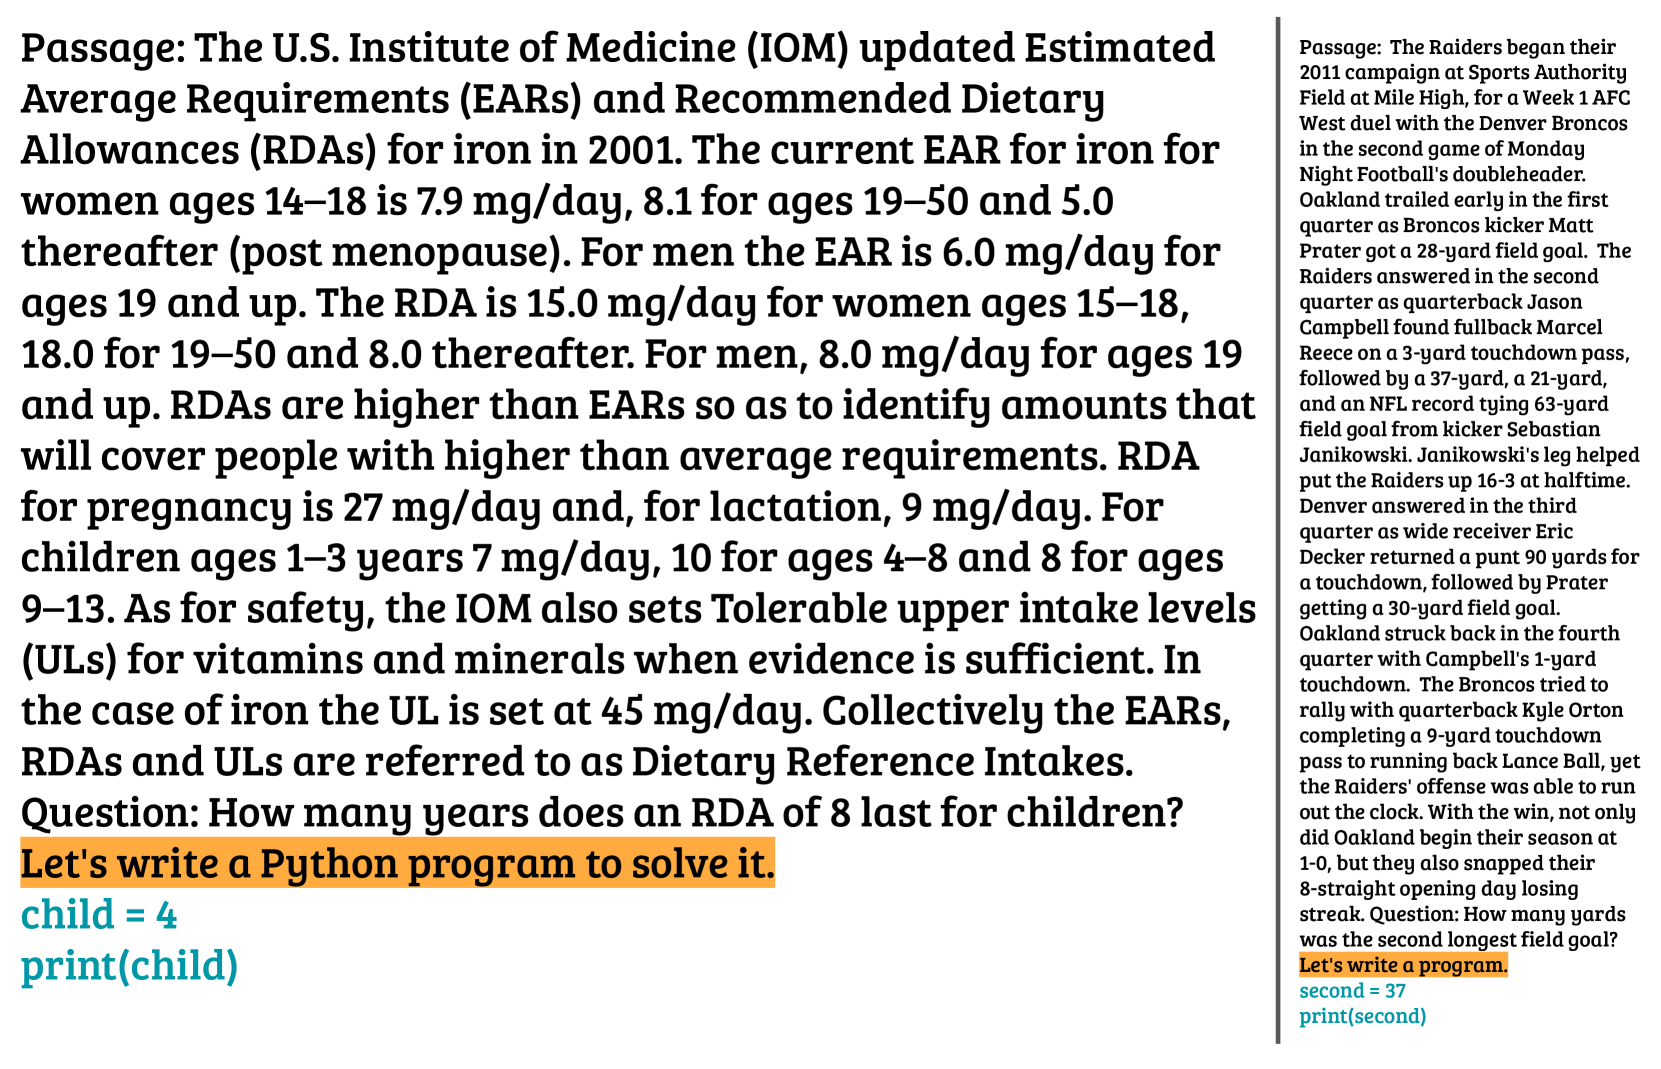 Passage: The U.S. Institute of Medicine (IOM) updated Estimated
Average Requirements (EARs) and Recommended Dietary
Allowances (RDAs) for iron in 2001. The current EAR for iron for
women ages 14–18 is 7.9 mg/day, 8.1 for ages 19–50 and 5.0
thereafter (post menopause). For men the EAR is 6.0 mg/day for
ages 19 and up. The RDA is 15.0 mg/day for women ages 15–18,
18.0 for 19–50 and 8.0 thereafter. For men, 8.0 mg/day for ages 19
and up. RDAs are higher than EARs so as to identify amounts that
will cover people with higher than average requirements. RDA
for pregnancy is 27 mg/day and, for lactation, 9 mg/day. For
children ages 1–3 years 7 mg/day, 10 for ages 4–8 and 8 for ages
9–13. As for safety, the IOM also sets Tolerable upper intake levels
(ULs) for vitamins and minerals when evidence is sufficient. In
the case of iron the UL is set at 45 mg/day. Collectively the EARs,
RDAs and ULs are referred to as Dietary Reference Intakes.
Question: How many years does an RDA of 8 last for children?
Let's write a Python program to solve it.
child = 4
print(child)
Passage: The Raiders began their
2011 campaign at Sports Authority
Field at Mile High, for a Week 1 AFC
West duel with the Denver Broncos
in the second game of Monday
Night Football's doubleheader.
Oakland trailed early in the first
quarter as Broncos kicker Matt
Prater got a 28-yard field goal. The
Raiders answered in the second
quarter as quarterback Jason
Campbell found fullback Marcel
Reece on a 3-yard touchdown pass,
followed by a 37-yard, a 21-yard,
and an NFL record tying 63-yard
field goal from kicker Sebastian
Janikowski. Janikowski's leg helped
put the Raiders up 16-3 at halftime.
Denver answered in the third
quarter as wide receiver Eric
Decker returned a punt 90 yards for
a touchdown, followed by Prater
getting a 30-yard field goal.
Oakland struck back in the fourth
quarter with Campbell's 1-yard
touchdown. The Broncos tried to
rally with quarterback Kyle Orton
completing a 9-yard touchdown
pass to running back Lance Ball, yet
the Raiders' offense was able to run
out the clock. With the win, not only
did Oakland begin their season at
1-0, but they also snapped their
8-straight opening day losing
streak. Question: How many yards
was the second longest field goal?
Let's write a program.
second = 37
print(second)